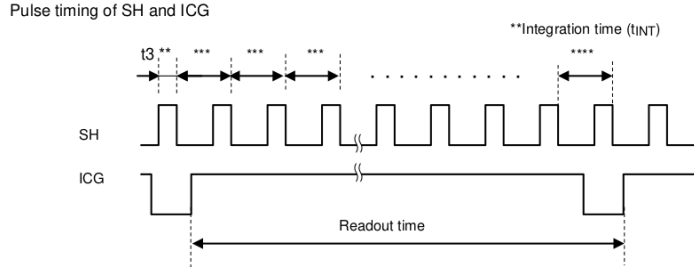 Pulse timing of SH and ICG
**Integration time (tINT)
t3 ** *** *** *** ****
SH
ICG
Readout time